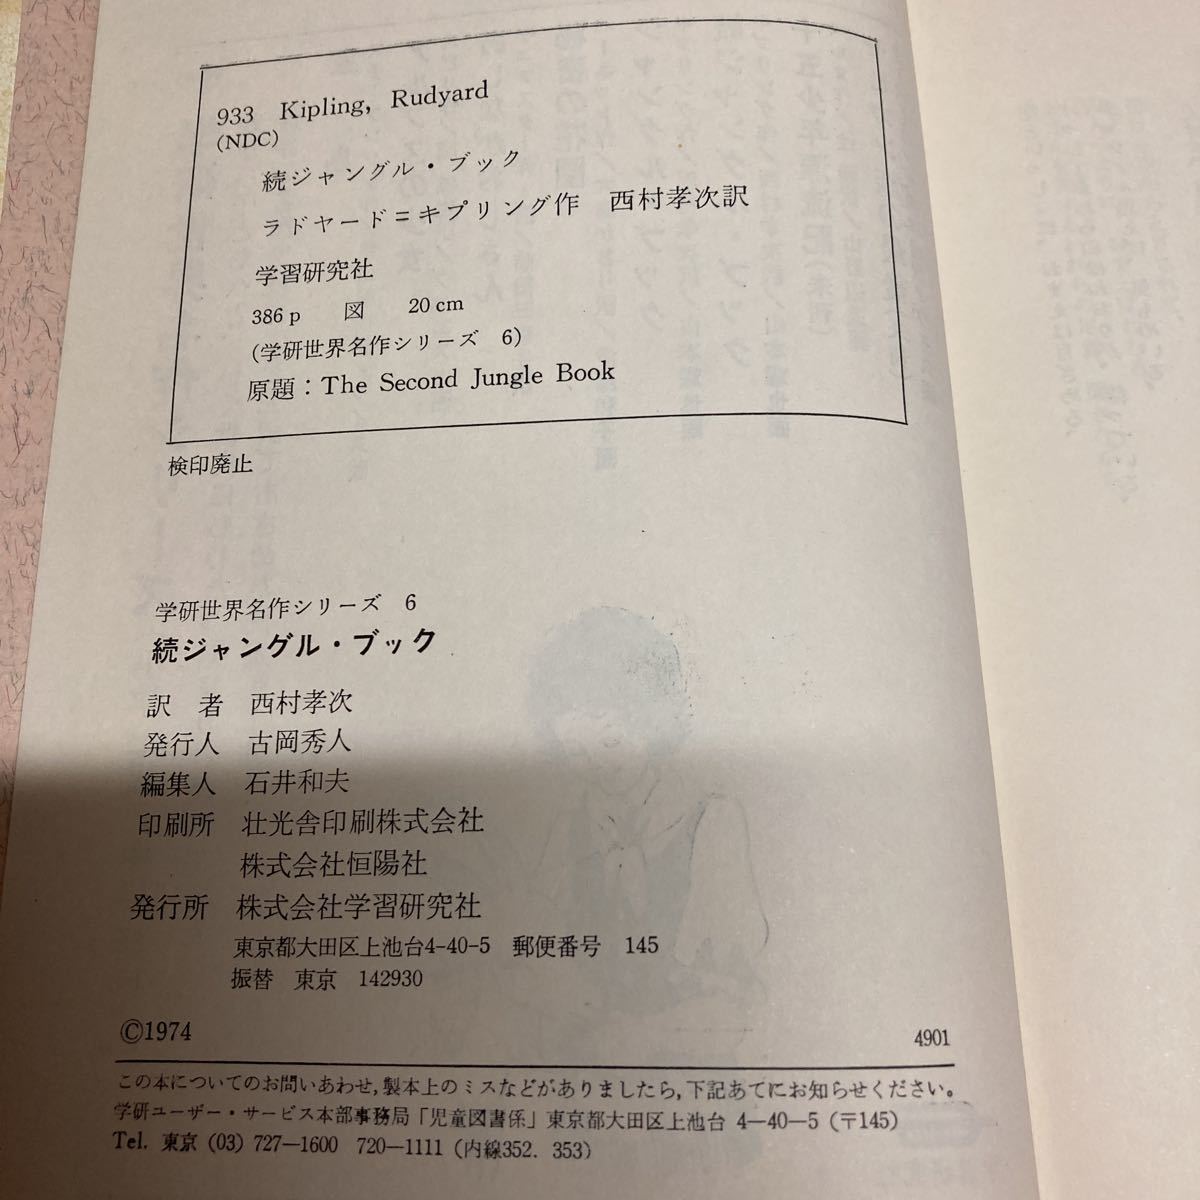 933 Kipling, Rudyard
(NDC)
続ジャングル・ブック
ラドヤード=キプリング作 西村孝次訳
学習研究社
386 p 図 20 cm
(学研世界名作シリーズ 6)
原題:The Second Jungle Book
検印廃止
学研世界名作シリーズ 6
続ジャングル・ブック
訳 者 西村孝次
発行人 古岡秀人
編集人 石井和夫
印刷所 壮光舎印刷株式会社
株式会社恒陽社
発行所 株式会社学習研究社
東京都大田区上池台4-40-5 郵便番号 145
振替 東京 142930
©1974
4901
この本についてのお問いあわせ,製本上のミスなどがありましたら,下記あてにお知らせください。
学研ユーザー・サービス本部事務局「児童図書係」東京都大田区上池台 4―40―5 (〒145)
Tel. 東京 (03) 727―1600 720―1111 (内線352. 353)